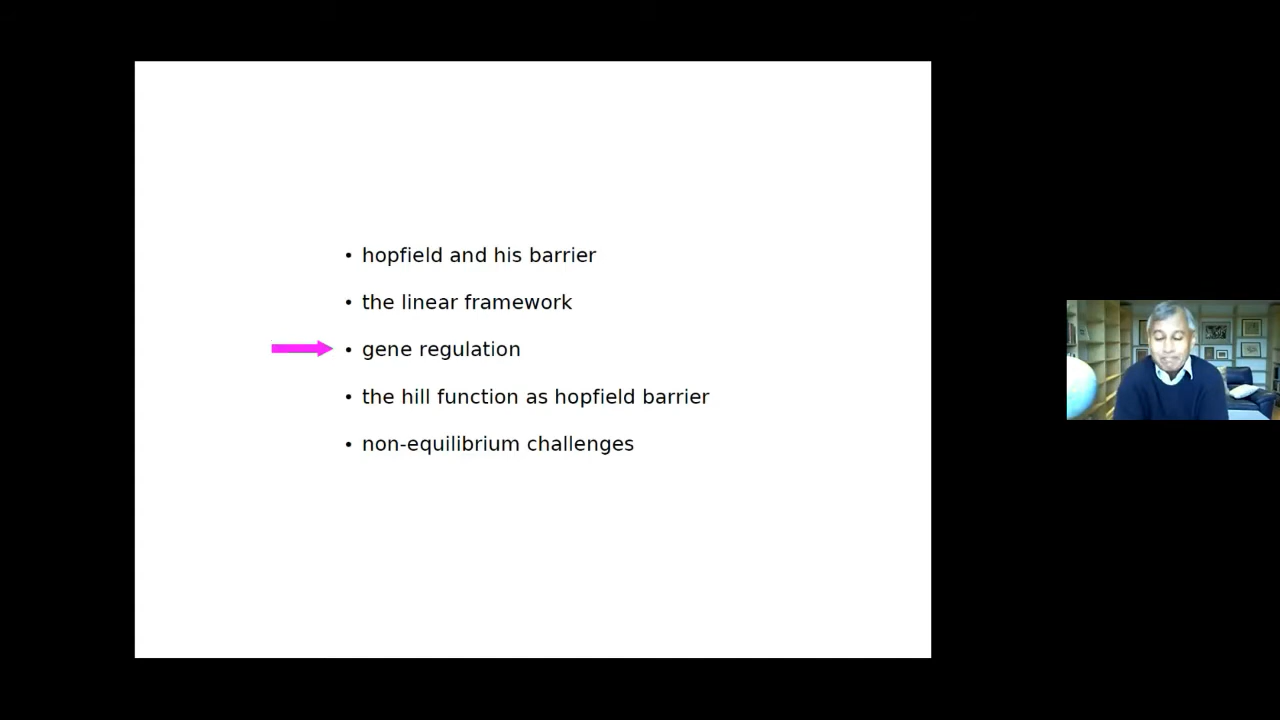 • hopfield and his barrier
• the linear framework
• gene regulation
• the hill function as hopfield barrier
• non-equilibrium challenges